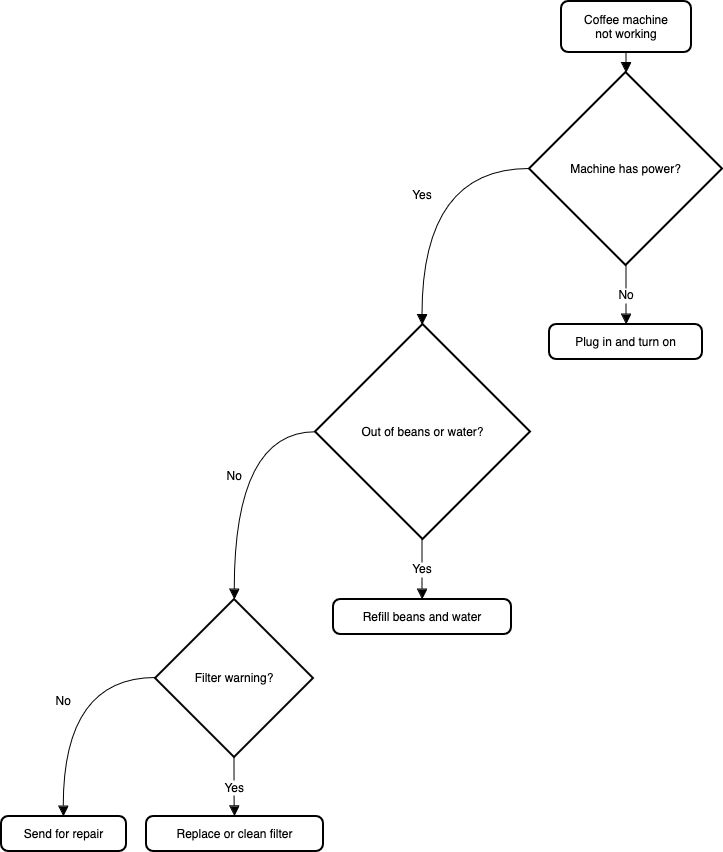 Coffee machine
not working
Machine has power?
Yes
No
Plug in and turn on
Out of beans or water?
No
Yes
Refill beans and water
Filter warning?
No
Yes
Send for repair
Replace or clean filter